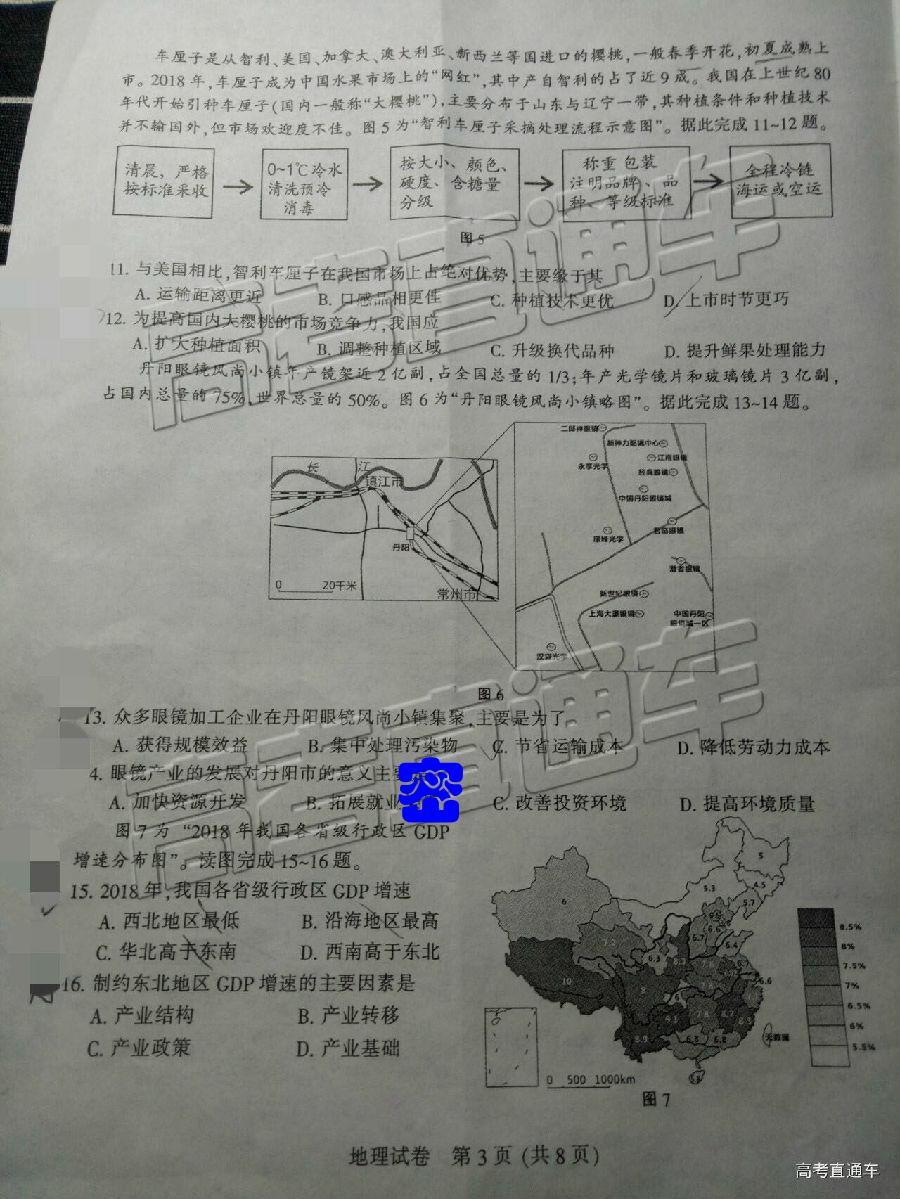 车厘子是从智利、美国、加拿大、澳大利亚、新西兰等国进口的樱桃,一般春季开花,初夏成熟上
市。2018年,车厘子成为中国水果市场上的“网红”,其中产自智利的占了近9成。我国在上世纪80
年代开始引种车厘子(国内一般称“大樱桃”),主要分布于山东与辽宁一带,其种植条件和种植技术
并不输国外,但市场欢迎度不佳。图5为“智利车厘子采摘处理流程示意图”。据此完成11~12题。
清晨,严格
按标准采收
0~1℃冷水
清洗预冷
消毒
按大小、颜色、
硬度、含糖量
分级
称重 包装
注明品牌、品
种、等级标准
全程冷链
海运或空运
图5
11. 与美国相比,智利车厘子在我国市场上占绝对优势,主要缘于其
A. 运输距离更近 B. 口感品相更佳 C. 种植技术更优 D. 上市时节更巧
12. 为提高国内大樱桃的市场竞争力,我国应
A. 扩大种植面积 B. 调整种植区域 C. 升级换代品种 D. 提升鲜果处理能力
丹阳眼镜风尚小镇年产镜架近2亿副,占全国总量的1/3;年产光学镜片和玻璃镜片3亿副,
占国内总量的75%、世界总量的50%。图6为“丹阳眼镜风尚小镇略图”。据此完成13~14题。
长 江
镇江市
丹阳
常州市
0 20千米
二郎神眼镜
新神力配镜中心
江南眼镜
永享光学
中国丹阳眼镜城
新世纪眼镜
上海大康眼镜
中国丹阳
图6
13. 众多眼镜加工企业在丹阳眼镜风尚小镇集聚,主要是为了
A. 获得规模效益 B. 集中处理污染物 C. 节省运输成本 D. 降低劳动力成本
4. 眼镜产业的发展对丹阳市的意义主要
A. 加快资源开发 B. 拓展就业 C. 改善投资环境 D. 提高环境质量
图7为“2018年我国各省级行政区GDP
增速分布图”。读图完成15~16题。
15. 2018年,我国各省级行政区GDP增速
A. 西北地区最低 B. 沿海地区最高
C. 华北高于东南 D. 西南高于东北
16. 制约东北地区GDP增速的主要因素是
A. 产业结构 B. 产业转移
C. 产业政策 D. 产业基础
5
4.5
5.3
5.7
6
10
6.6
无数据
8.5%
8%
7.5%
7%
6.5%
6%
5.5%
0 500 1000km
图7
地理试卷 第3页(共8页)
高考直通车
高考直通车
高考直通车